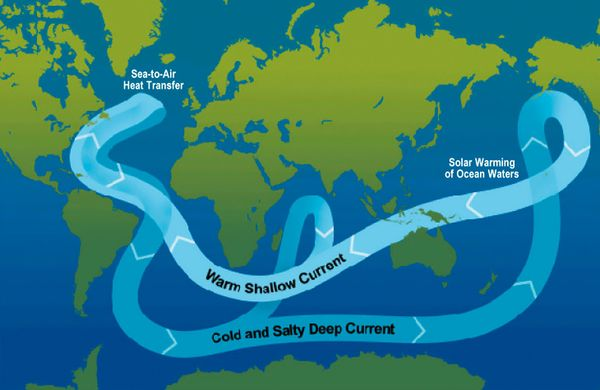 Sea-to-Air
Heat Transfer
Solar Warming
of Ocean Waters
Warm Shallow Current
Cold and Salty Deep Current